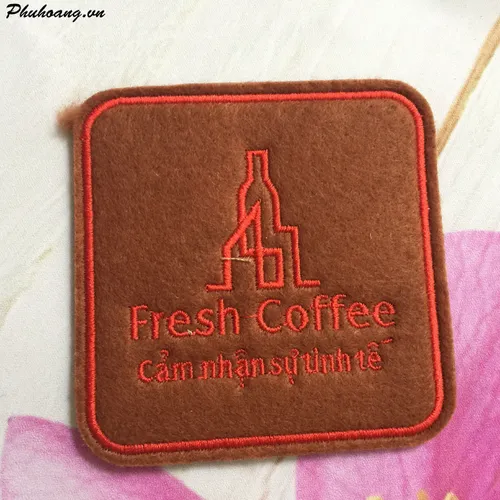 Phuhoang.vn
Fresh Coffee
Cảm nhận sự tinh tế